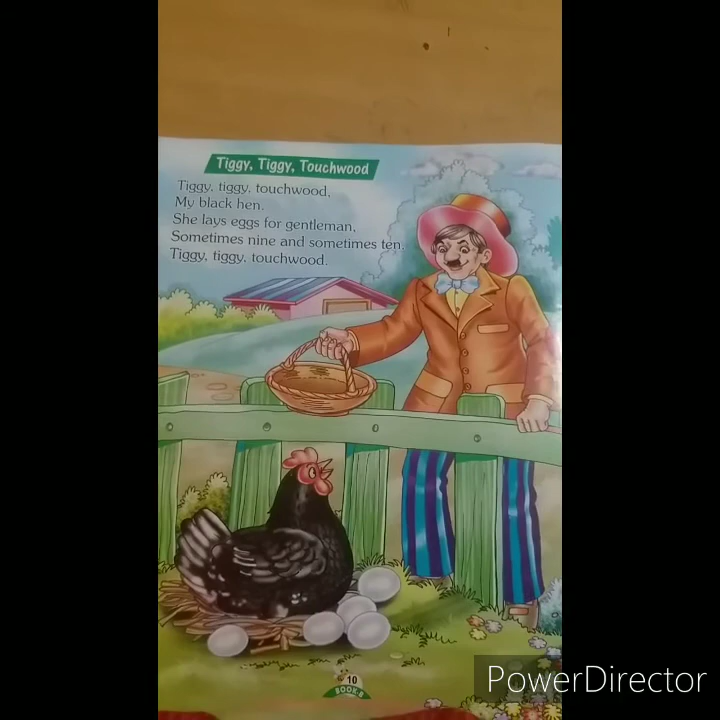 Tiggy, Tiggy, Touchwood
Tiggy, tiggy, touchwood,
My black hen.
She lays eggs for gentleman,
Sometimes nine and sometimes ten.
Tiggy, tiggy, touchwood.
10
BOOK-B
PowerDirector